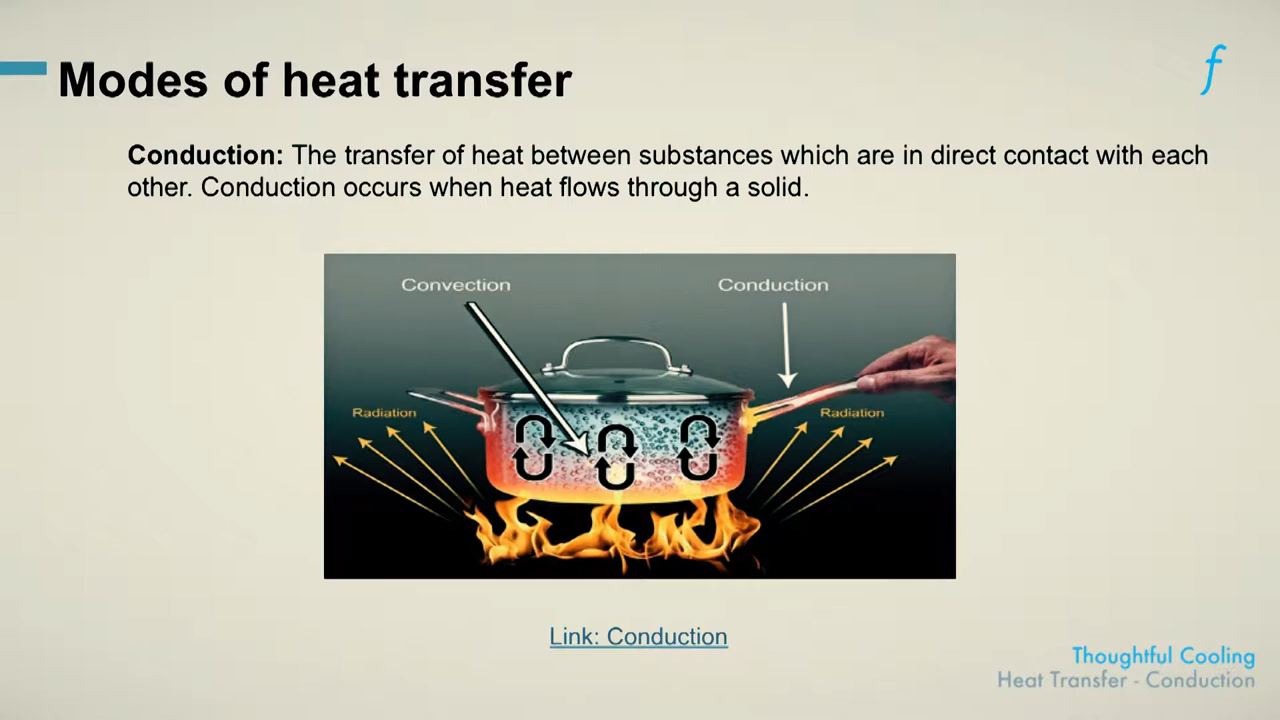 Modes of heat transfer
f
Conduction: The transfer of heat between substances which are in direct contact with each
other. Conduction occurs when heat flows through a solid.
Convection
Conduction
Radiation
Radiation
Link: Conduction
Thoughtful Cooling
Heat Transfer - Conduction